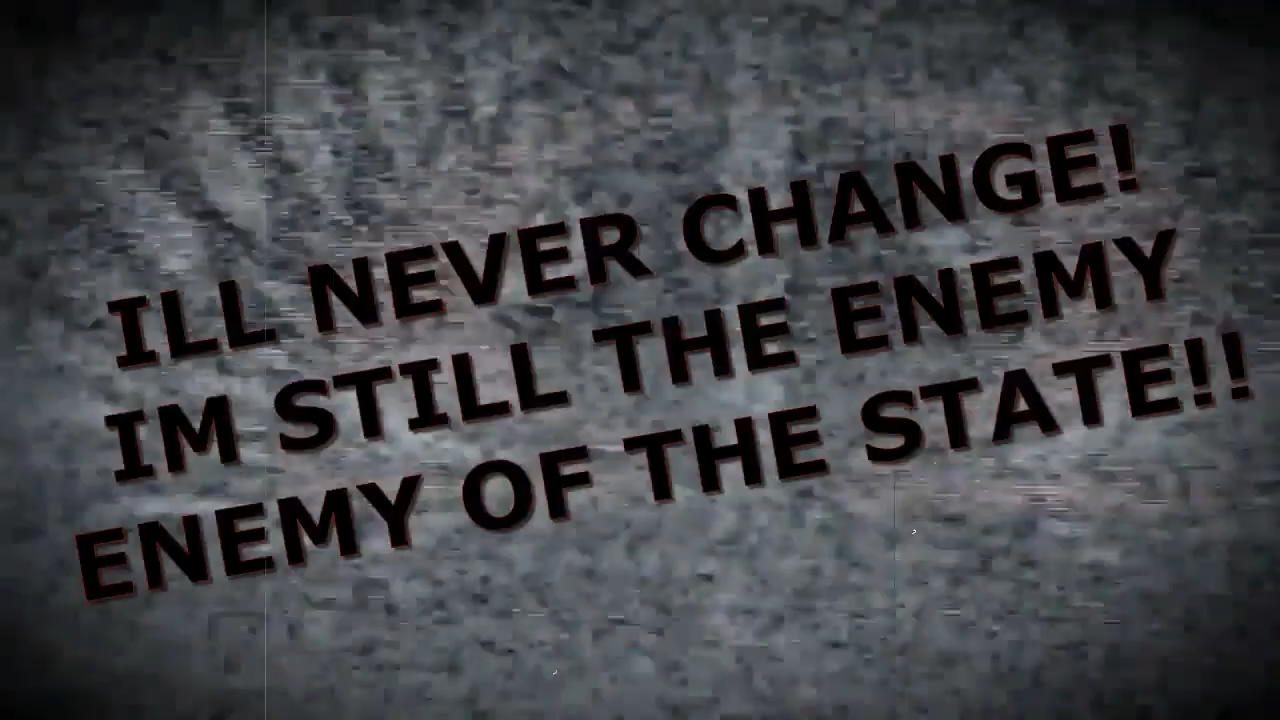 ILL NEVER CHANGE!
IM STILL THE ENEMY
ENEMY OF THE STATE!!